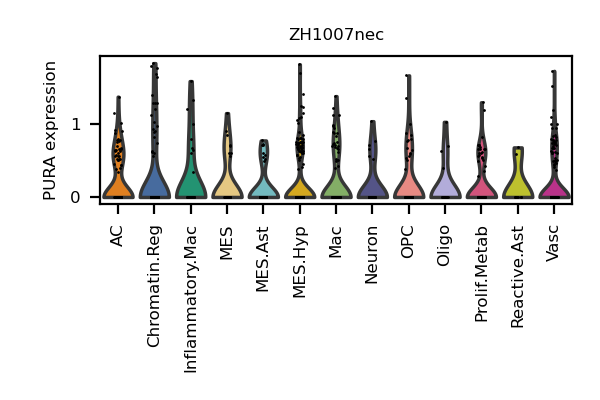 ZH1007nec
PURA expression
1
0
AC
Chromatin.Reg
Inflammatory.Mac
MES
MES.Ast
MES.Hyp
Mac
Neuron
OPC
Oligo
Prolif.Metab
Reactive.Ast
Vasc